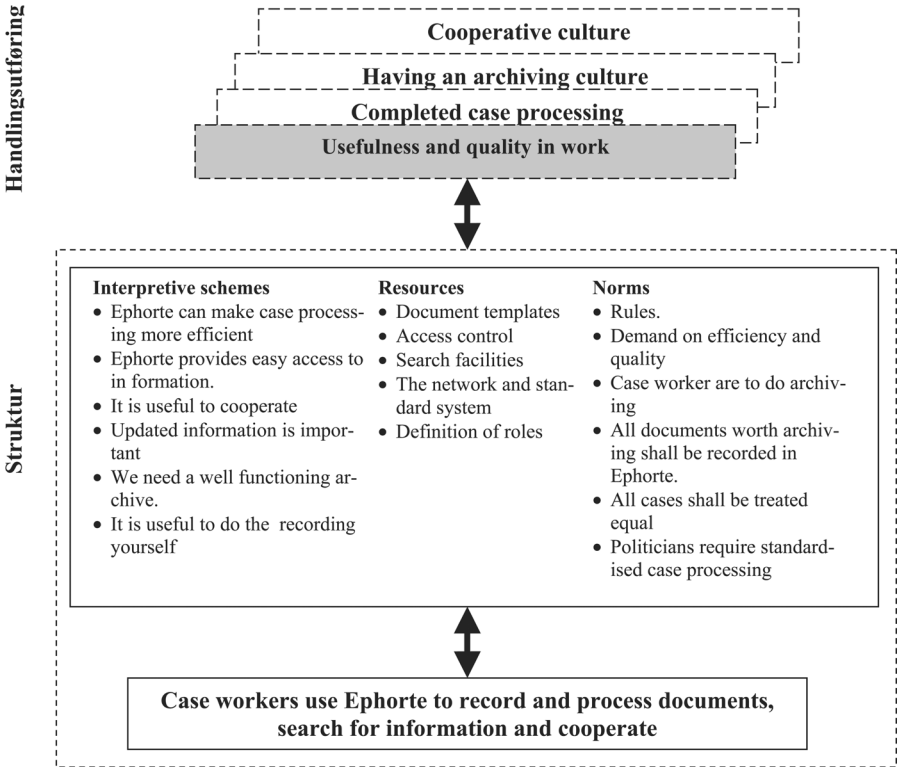 Handlingsutføring
Cooperative culture
Having an archiving culture
Completed case processing
Usefulness and quality in work
Struktur
Interpretive schemes
• Ephorte can make case process-
ing more efficient
• Ephorte provides easy access to
in formation.
• It is useful to cooperate
• Updated information is impor-
tant
• We need a well functioning ar-
chive.
• It is useful to do the recording
yourself
Resources
• Document templates
• Access control
• Search facilities
• The network and stan-
dard system
• Definition of roles
Norms
• Rules.
• Demand on efficiency and
quality
• Case worker are to do archiv-
ing
• All documents worth archiv-
ing shall be recorded in
Ephorte.
• All cases shall be treated
equal
• Politicians require standard-
ised case processing
Case workers use Ephorte to record and process documents,
search for information and cooperate